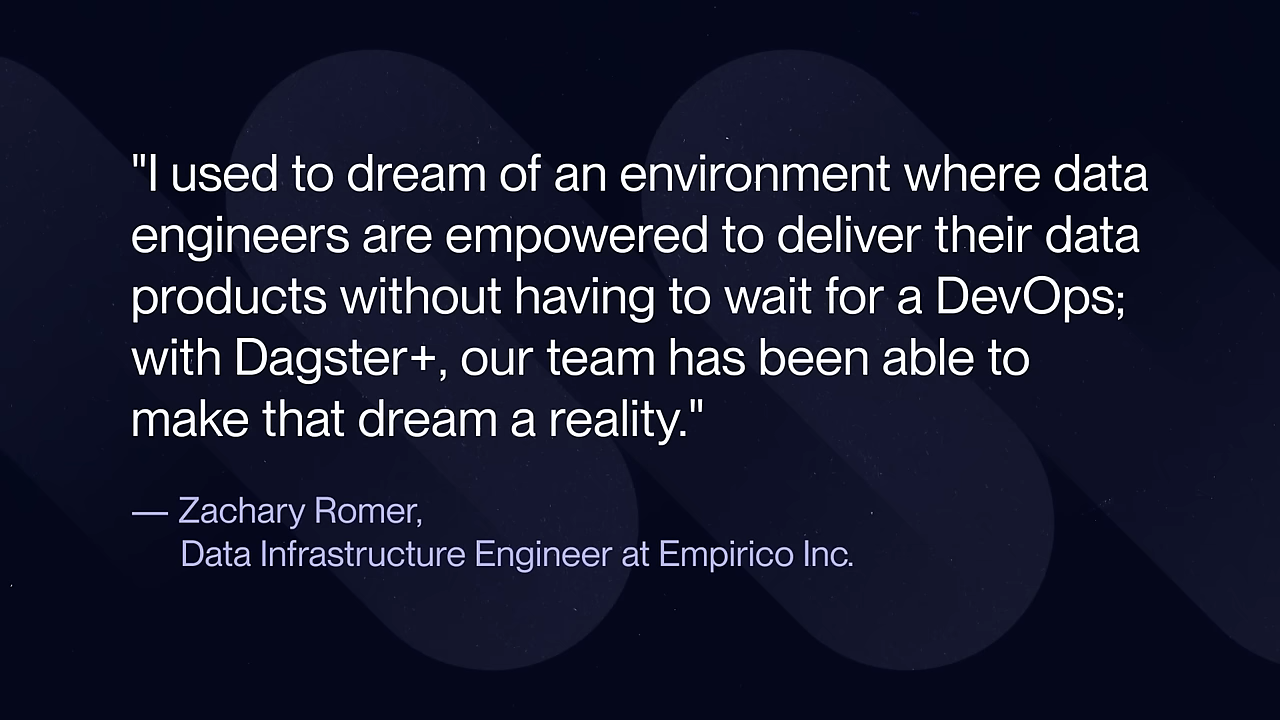 "I used to dream of an environment where data
engineers are empowered to deliver their data
products without having to wait for a DevOps;
with Dagster+, our team has been able to
make that dream a reality."
— Zachary Romer,
Data Infrastructure Engineer at Empirico Inc.